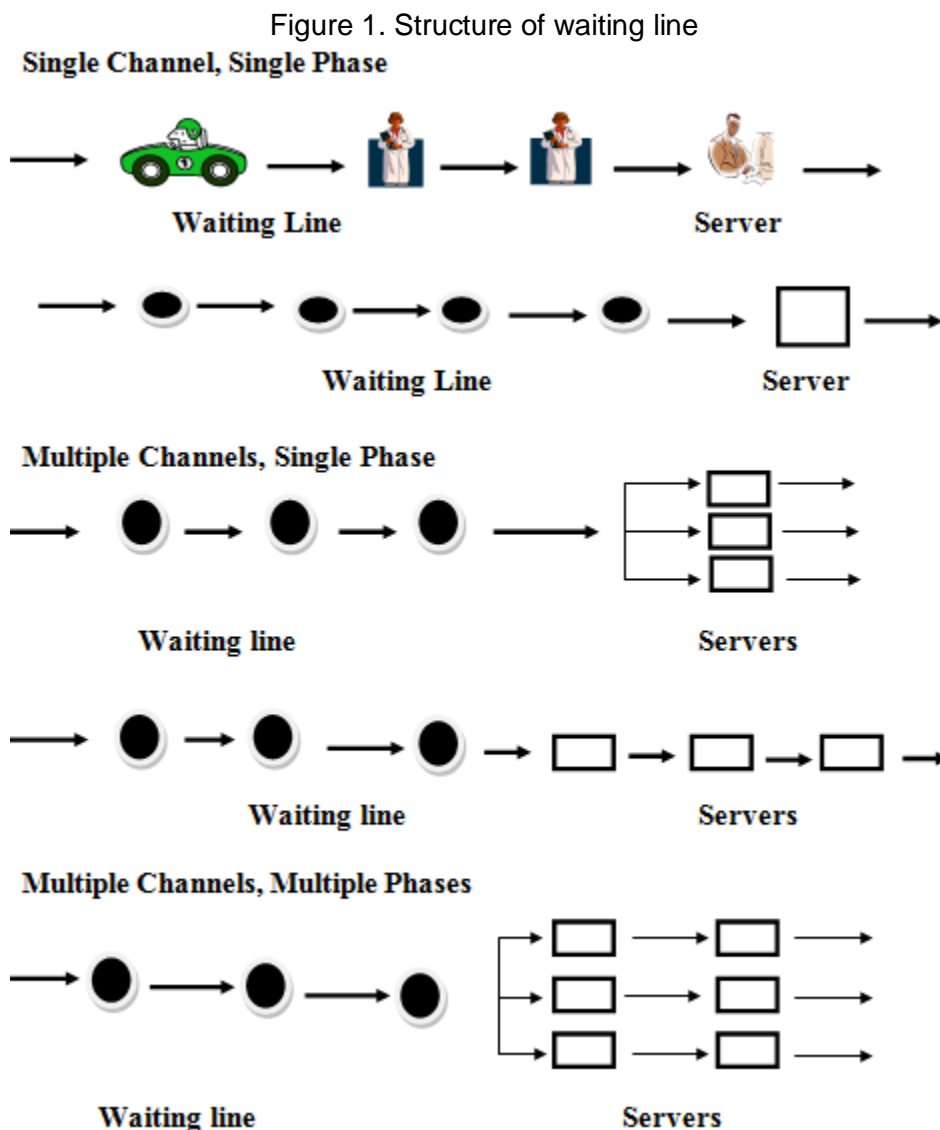 Figure 1. Structure of waiting line
Single Channel, Single Phase
1
Waiting Line Server
Waiting Line Server
Multiple Channels, Single Phase
Waiting line Servers
Waiting line Servers
Multiple Channels, Multiple Phases
Waiting line Servers